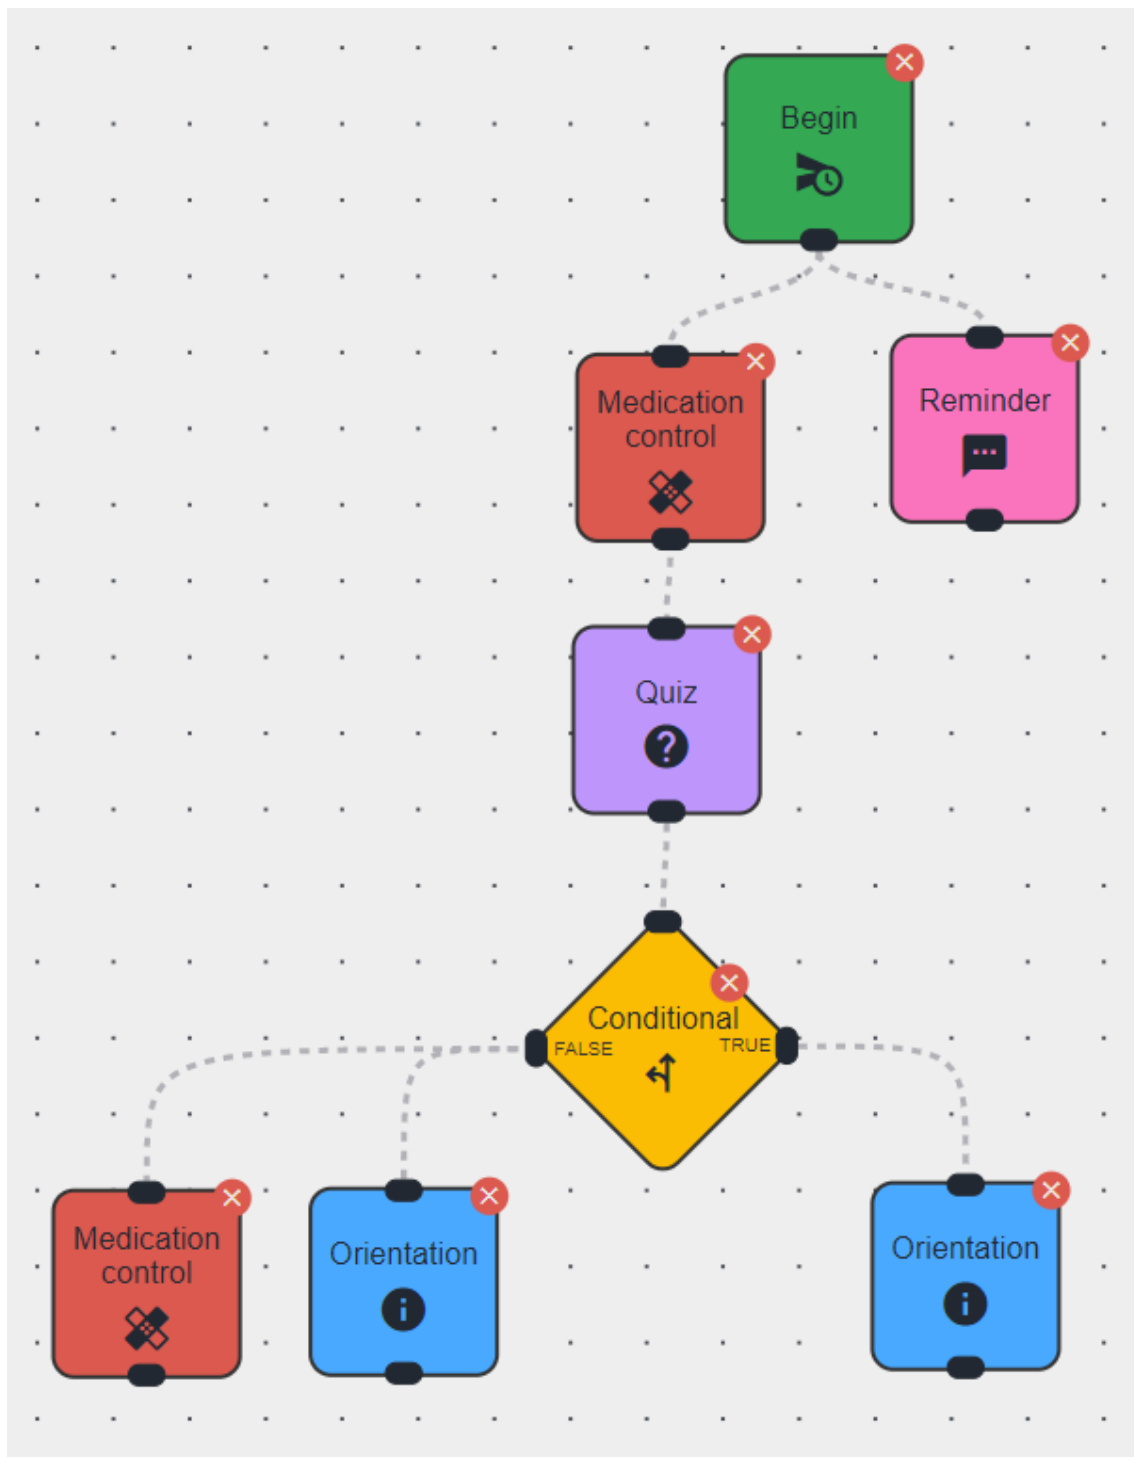 Begin
Medication
control
Reminder
Quiz
Conditional
FALSE
TRUE
Medication
control
Orientation
Orientation